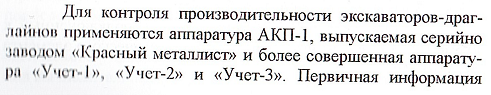 Для контроля производительности экскаваторов-драг-
лайнов применяются аппаратура АКП-1, выпускаемая серийно
заводом «Красный металлист» и более совершенная аппарату-
ра «Учет-1», «Учет-2» и «Учет-3». Первичная информация